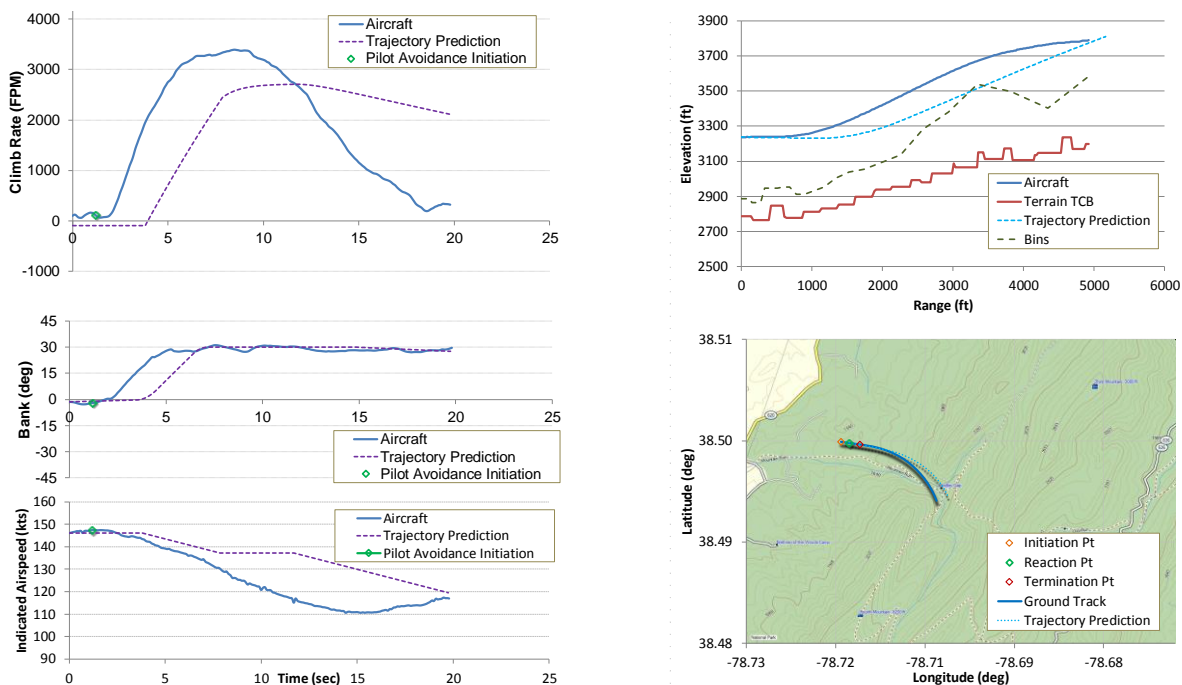 4000
3000
2000
1000
0
-1000
Climb Rate (FPM)
0
5
10
15
20
25
Aircraft
Trajectory Prediction
Pilot Avoidance Initiation
45
30
15
0
-15
-30
-45
Bank (deg)
0
5
10
15
20
25
Aircraft
Trajectory Prediction
Pilot Avoidance Initiation
160
150
140
130
120
110
100
90
Indicated Airspeed (kts)
0
5
10
15
20
25
Time (sec)
Aircraft
Trajectory Prediction
Pilot Avoidance Initiation
3900
3700
3500
3300
3100
2900
2700
2500
Elevation (ft)
0
1000
2000
3000
4000
5000
6000
Range (ft)
Aircraft
Terrain TCB
Trajectory Prediction
Bins
38.51
38.50
38.49
38.48
Latitude (deg)
-78.73
-78.72
-78.71
-78.69
-78.68
Longitude (deg)
Initiation Pt
Reaction Pt
Termination Pt
Ground Track
Trajectory Prediction
National Park